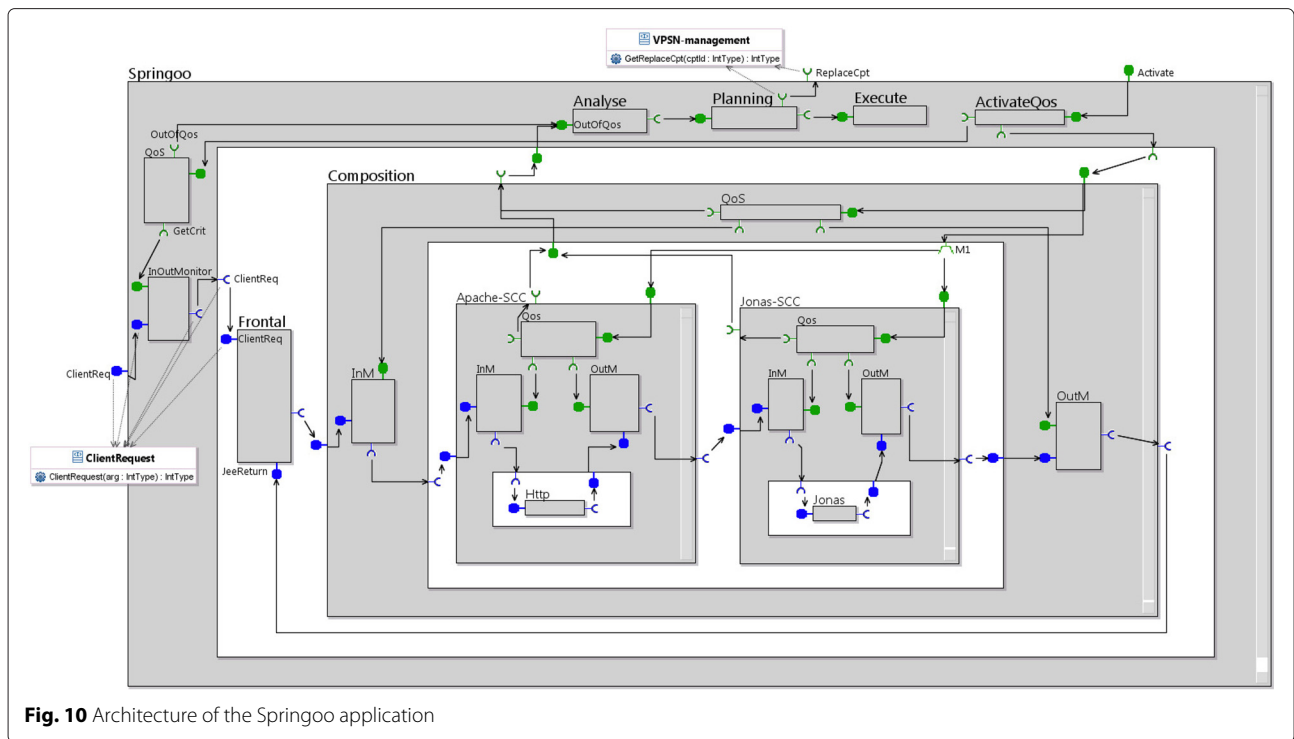 VPSN-management
GetReplaceCpt(cptId : IntType) : IntType
Springoo
ReplaceCpt
Activate
Analyse
Planning
Execute
ActivateQos
OutOfQos
OutOfQos
QoS
Composition
QoS
GetCrit
M1
InOutMonitor
ClientReq
Apache-SCC
Jonas-SCC
Frontal
Qos
Qos
ClientReq
ClientReq
InM
InM
OutM
InM
OutM
OutM
ClientRequest
JeeReturn
ClientRequest(arg : IntType) : IntType
Http
Jonas
Fig. 10 Architecture of the Springoo application